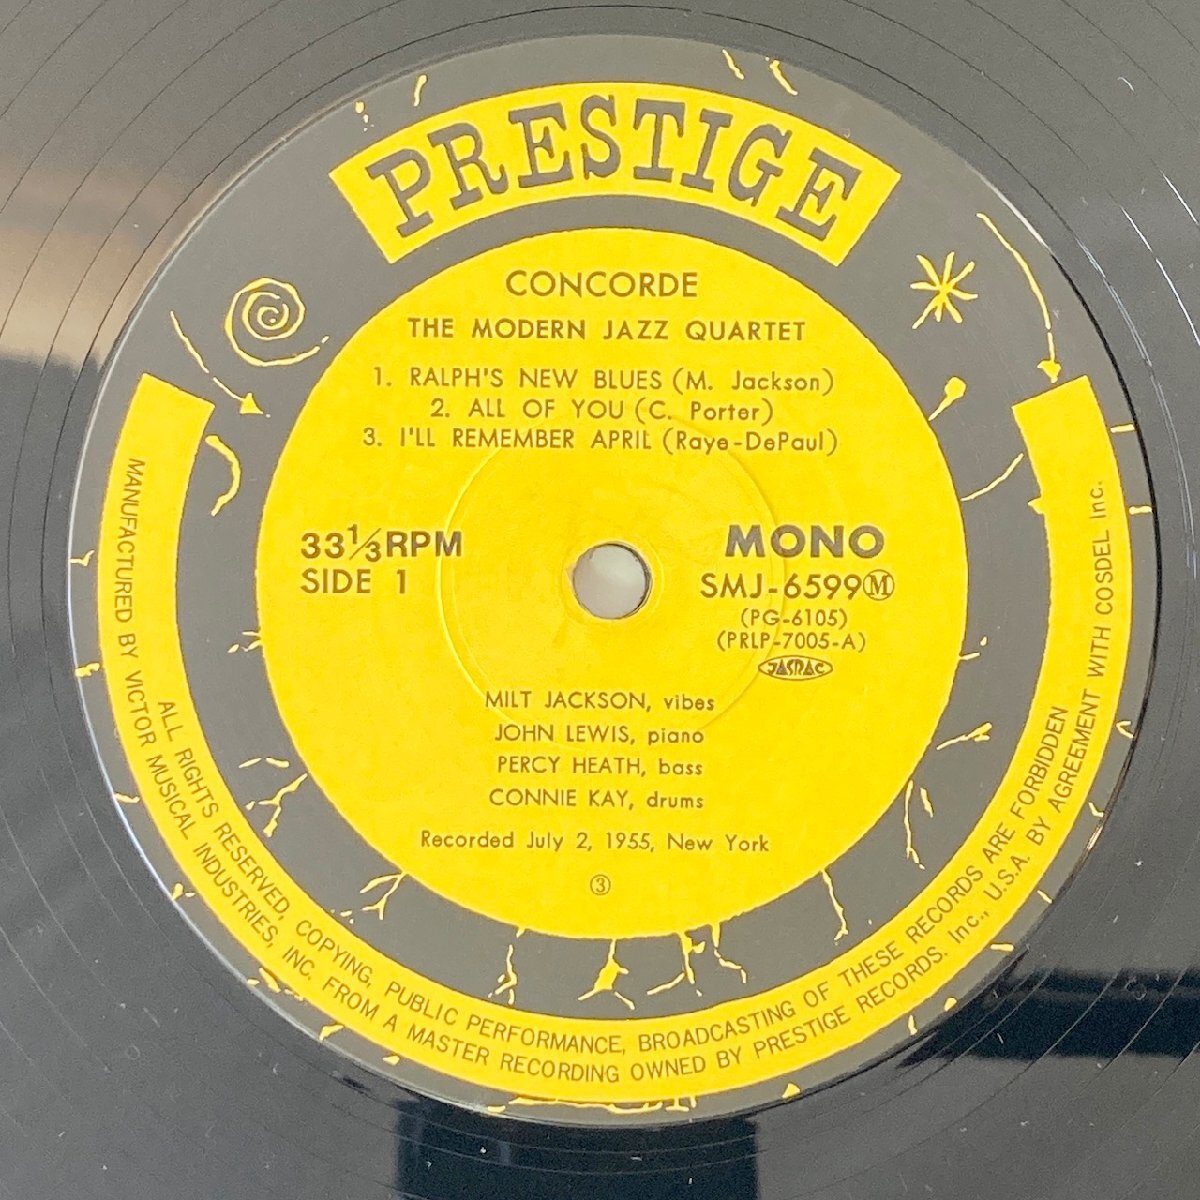 PRESTIGE
CONCORDE
THE MODERN JAZZ QUARTET
1. RALPH'S NEW BLUES (M. Jackson)
2. ALL OF YOU (C. Porter)
3. I'LL REMEMBER APRIL (Raye-DePaul)
33 1/3 RPM
SIDE 1
MONO
SMJ-6599Ⓜ
(PG-6105)
(PRLP-7005-A)
JASRAC
MILT JACKSON, vibes
JOHN LEWIS, piano
PERCY HEATH, bass
CONNIE KAY, drums
Recorded July 2, 1955, New York
③
ALL RIGHTS RESERVED, COPYING, PUBLIC PERFORMANCE, BROADCASTING OF THESE RECORDS ARE FORBIDDEN
MANUFACTURED BY VICTOR MUSICAL INDUSTRIES, INC. FROM A MASTER RECORDING OWNED BY PRESTIGE RECORDS. Inc., U.S.A. BY AGREEMENT WITH COSDEL Inc.